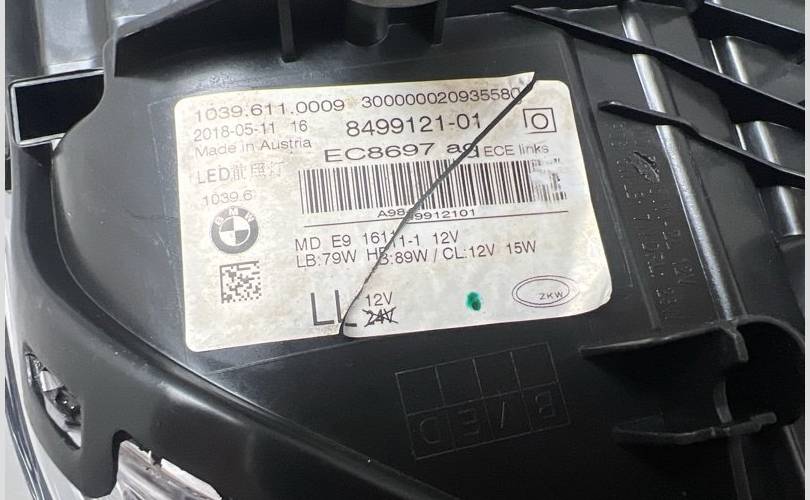 1039.611.0009 300000020935580
2018-05-11 16 8499121-01
Made in Austria
EC8697 ag ECE links
LED前照灯
1039.6
BMW
MD E9 16111-1 12V
LB:79W HB:89W / CL:12V 15W
LL 12V
24V
ZKW
B/ED